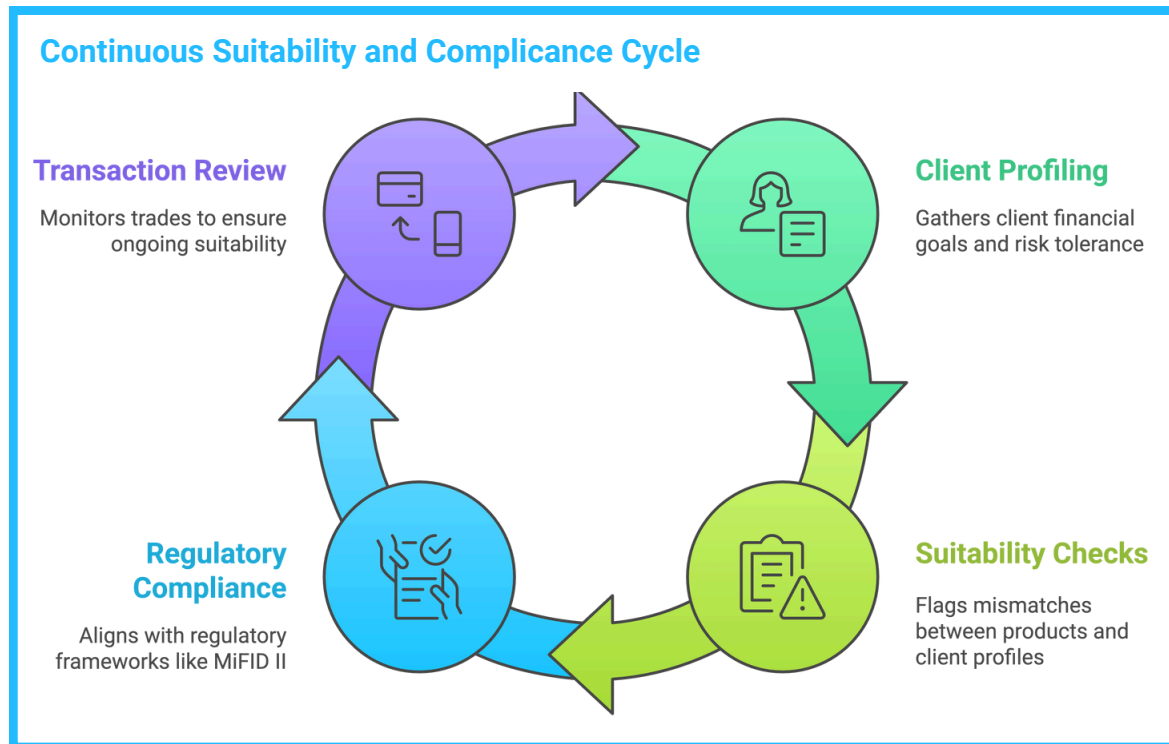 Continuous Suitability and Complicance Cycle
Transaction Review
Monitors trades to ensure
ongoing suitability
Client Profiling
Gathers client financial
goals and risk tolerance
Regulatory
Compliance
Aligns with regulatory
frameworks like MiFID II
Suitability Checks
Flags mismatches
between products and
client profiles